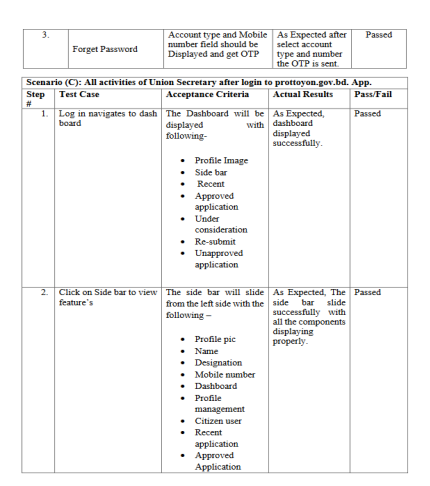 3.
Forget Password
Account type and Mobile
number field should be
Displayed and get OTP
As Expected after
select account
type and number
the OTP is sent.
Passed
Scenario (C): All activities of Union Secretary after login to prottoyon.gov.bd. App.
Step
#
Test Case
Acceptance Criteria
Actual Results
Pass/Fail
1.
Log in navigates to dash
board
The Dashboard will be
displayed with
following-
• Profile Image
• Side bar
• Recent
• Approved
application
• Under
consideration
• Re-submit
• Unapproved
application
As Expected,
dashboard
displayed
successfully.
Passed
2.
Click on Side bar to view
feature`s
The side bar will slide
from the left side with the
following –
• Profile pic
• Name
• Designation
• Mobile number
• Dashboard
• Profile
management
• Citizen user
• Recent
application
• Approved
Application
As Expected, The
side bar slide
successfully with
all the components
displaying
properly.
Passed